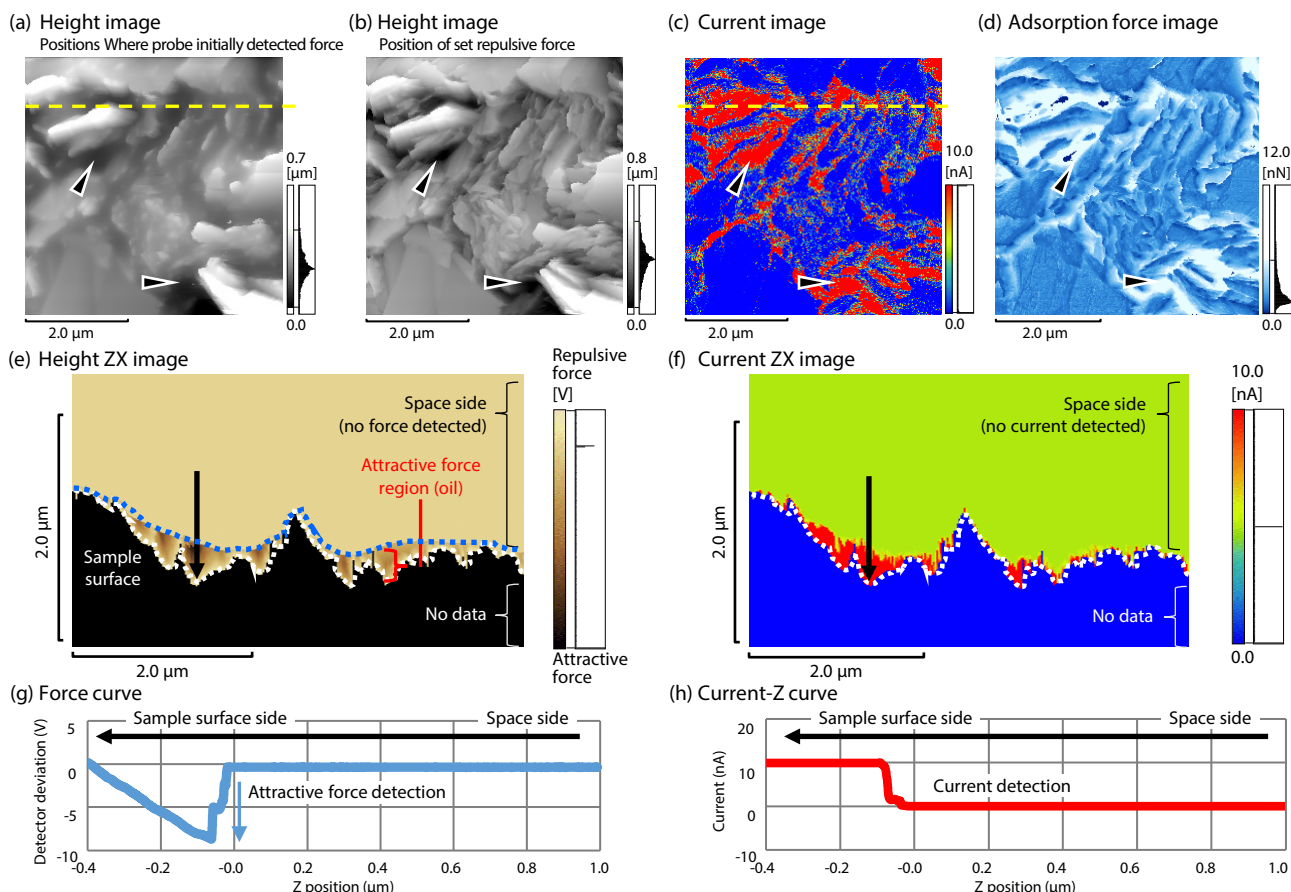 (a) Height image
Positions Where probe initially detected force
(b) Height image
Position of set repulsive force
(c) Current image
(d) Adsorption force image
0.7
[µm]
0.0
2.0 µm
0.8
[µm]
0.0
2.0 µm
10.0
[nA]
0.0
2.0 µm
12.0
[nN]
0.0
2.0 µm
(e) Height ZX image
Repulsive
force
[V]
Space side
(no force detected)
Attractive force
region (oil)
2.0 µm
Sample
surface
No data
2.0 µm
Attractive
force
(f) Current ZX image
10.0
[nA]
Space side
(no current detected)
2.0 µm
No data
2.0 µm
0.0
(g) Force curve
Detector deviation (V)
5
0
-5
-10
Sample surface side
Space side
Attractive force detection
-0.4 -0.2 -0.0 0.2 0.4 0.6 0.8 1.0
Z position (µm)
(h) Current-Z curve
Current (nA)
20
10
0
-10
Sample surface side
Space side
Current detection
-0.4 -0.2 -0.0 0.2 0.4 0.6 0.8 1.0
Z position (µm)